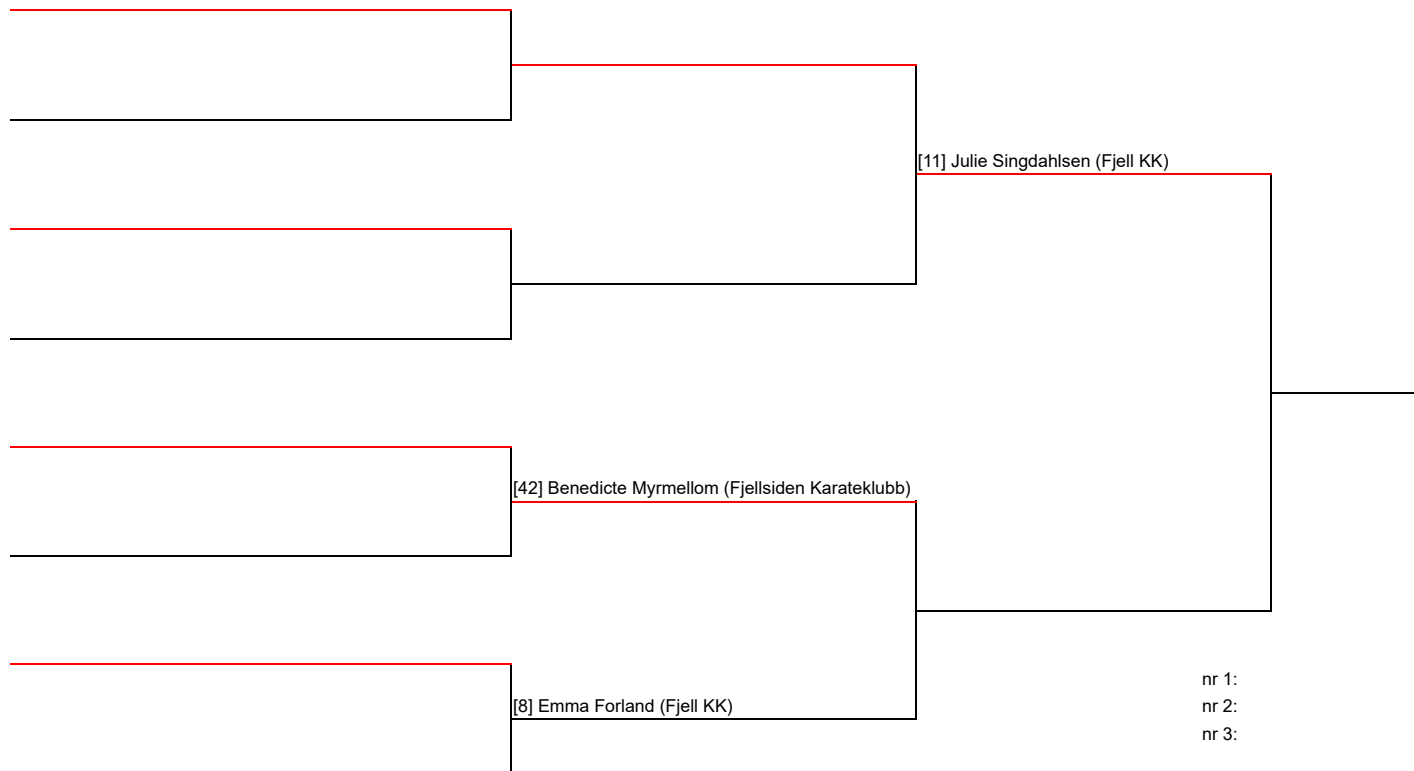 [11] Julie Singdahlsen (Fjell KK)
[42] Benedicte Myrmellom (Fjellsiden Karateklubb)
[8] Emma Forland (Fjell KK)
nr 1:
nr 2:
nr 3: